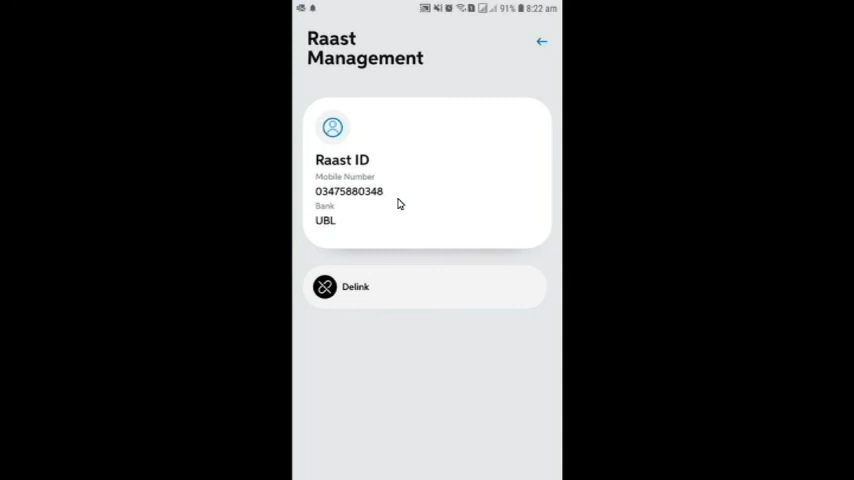 91% 8:22 am
Raast
Management
Raast ID
Mobile Number
03475880348
Bank
UBL
Delink